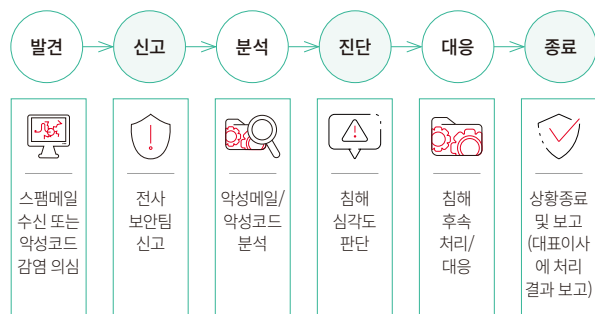 발견
신고
분석
진단
대응
종료
스팸메일
수신 또는
악성코드
감염 의심
전사
보안팀
신고
악성메일/
악성코드
분석
침해
심각도
판단
침해
후속
처리/
대응
상황종료
및 보고
(대표이사
에 처리
결과 보고)